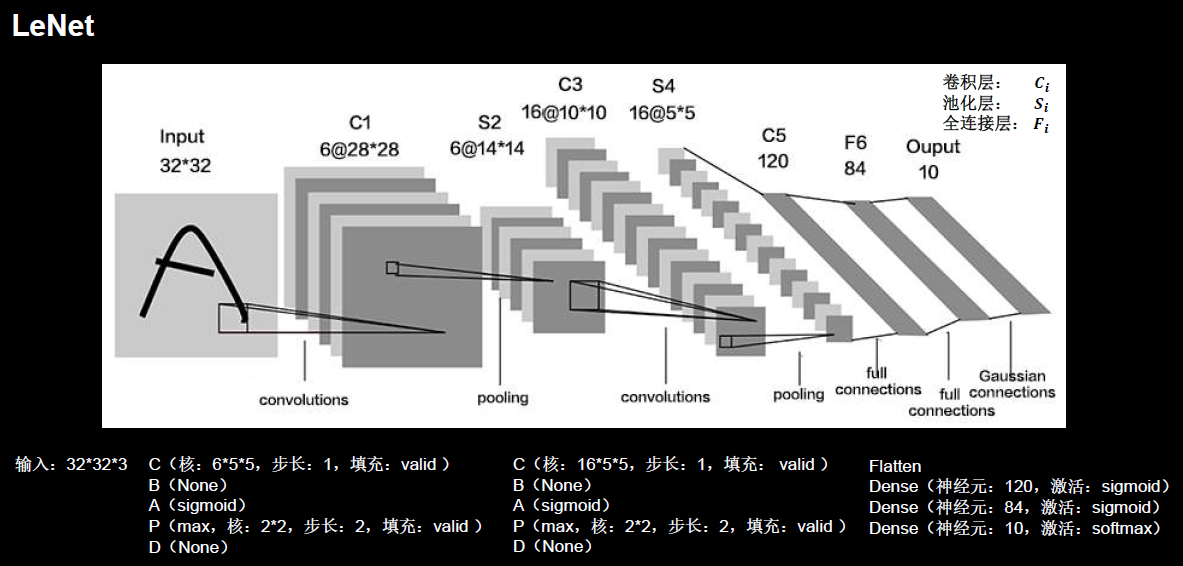 LeNet
卷积层： Cᵢ
池化层： Sᵢ
全连接层： Fᵢ
Input
32*32
C1
6@28*28
S2
6@14*14
C3
16@10*10
S4
16@5*5
C5
120
F6
84
Ouput
10
convolutions
pooling
convolutions
pooling
full
connections
full
connections
Gaussian
connections
输入：32*32*3
C（核：6*5*5，步长：1，填充：valid ）
B（None）
A（sigmoid）
P（max，核：2*2，步长：2，填充：valid ）
D（None）
C（核：16*5*5，步长：1，填充： valid ）
B（None）
A（sigmoid）
P（max，核：2*2，步长：2，填充：valid ）
D（None）
Flatten
Dense（神经元：120，激活：sigmoid）
Dense（神经元：84，激活：sigmoid）
Dense（神经元：10，激活：softmax）